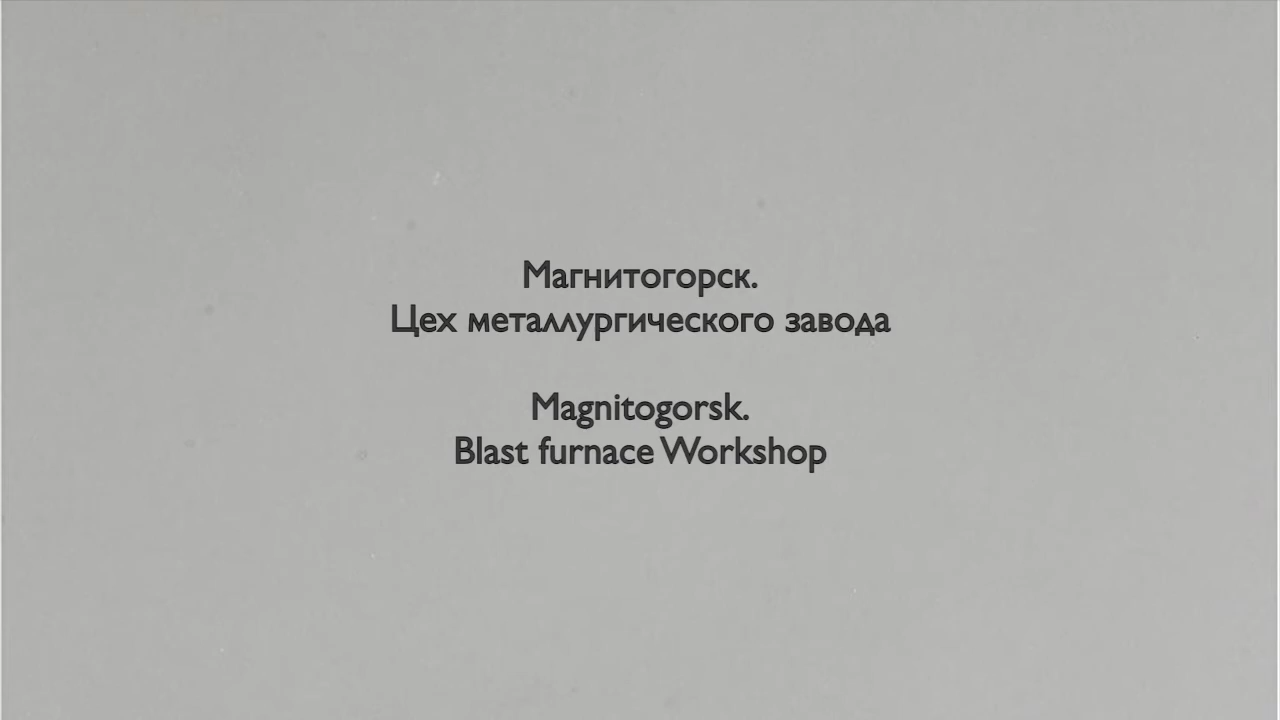 Магнитогорск.
Цех металлургического завода
Magnitogorsk.
Blast furnace Workshop